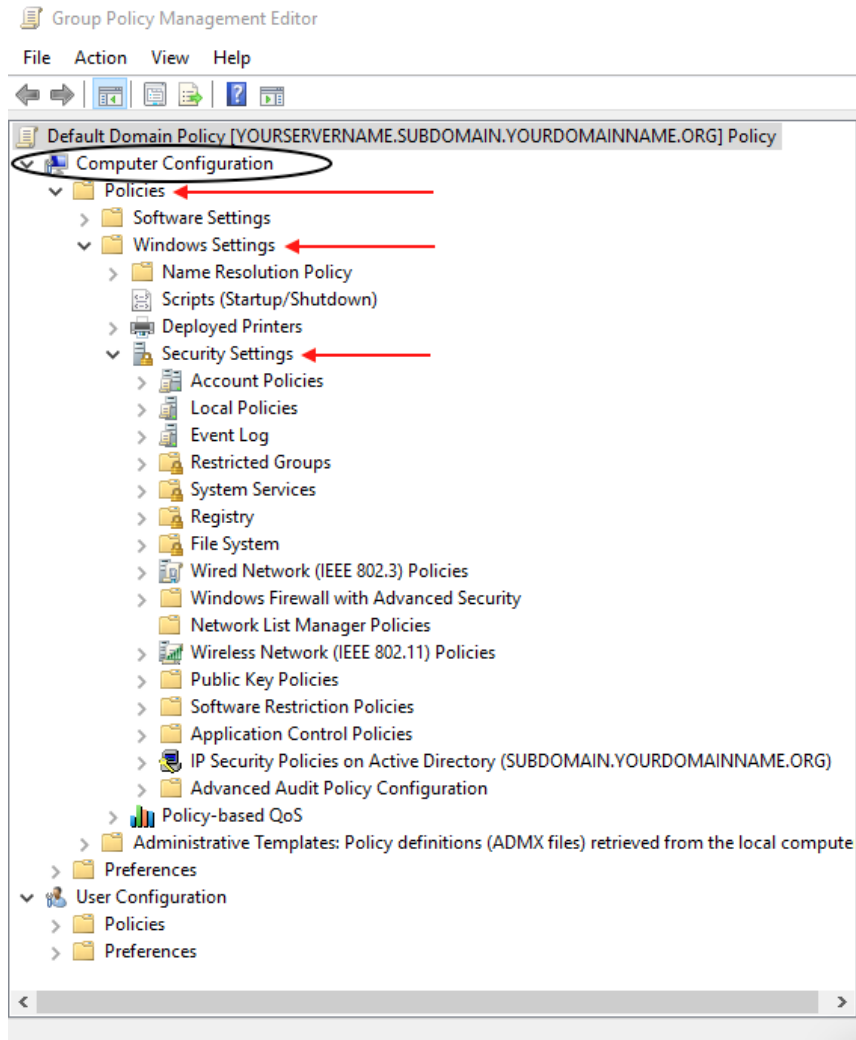 Group Policy Management Editor
File Action View Help
Default Domain Policy [YOURSERVERNAME.SUBDOMAIN.YOURDOMAINNAME.ORG] Policy
Computer Configuration
Policies
Software Settings
Windows Settings
Name Resolution Policy
Scripts (Startup/Shutdown)
Deployed Printers
Security Settings
Account Policies
Local Policies
Event Log
Restricted Groups
System Services
Registry
File System
Wired Network (IEEE 802.3) Policies
Windows Firewall with Advanced Security
Network List Manager Policies
Wireless Network (IEEE 802.11) Policies
Public Key Policies
Software Restriction Policies
Application Control Policies
IP Security Policies on Active Directory (SUBDOMAIN.YOURDOMAINNAME.ORG)
Advanced Audit Policy Configuration
Policy-based QoS
Administrative Templates: Policy definitions (ADMX files) retrieved from the local compute
Preferences
User Configuration
Policies
Preferences